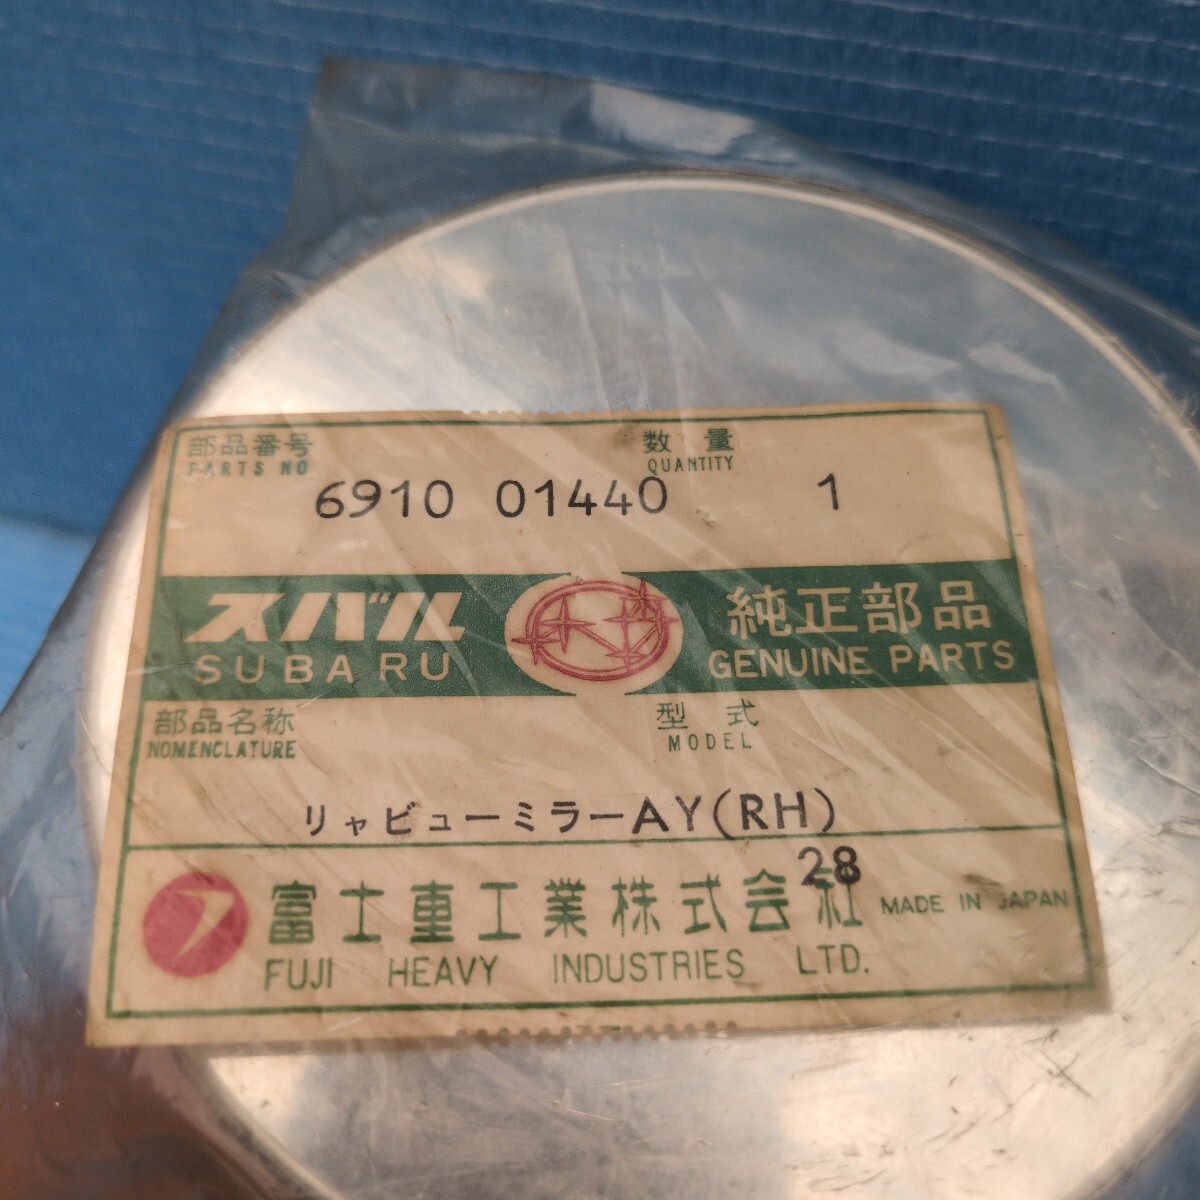 部品番号 数量
PARTS NO QUANTITY
6910 01440 1
スバル 純正部品
SUBARU GENUINE PARTS
部品名称 型式
NOMENCLATURE MODEL
リャビューミラーAY(RH)
28
富士重工業株式会社 MADE IN JAPAN
FUJI HEAVY INDUSTRIES LTD.